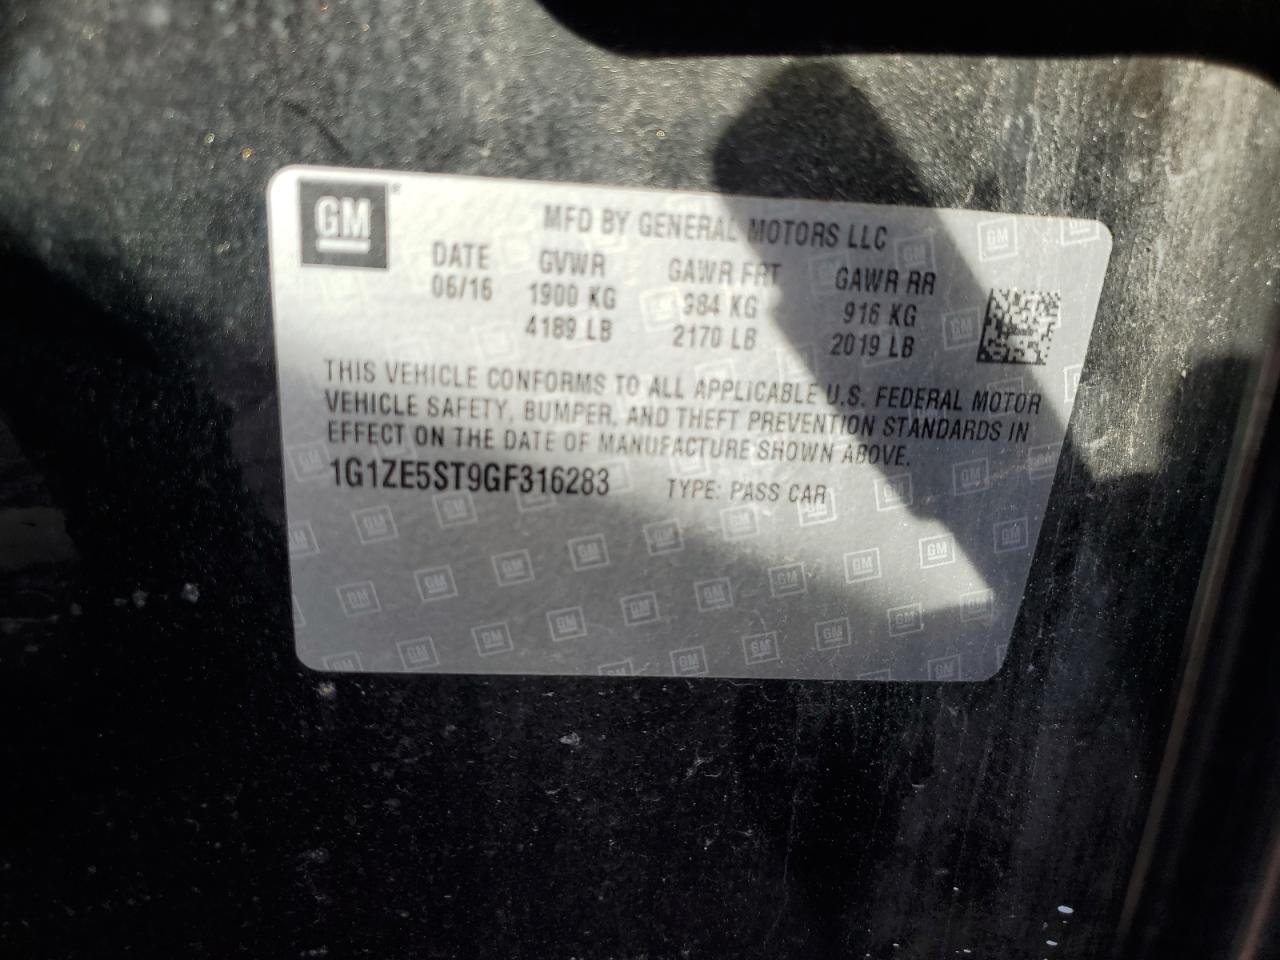 GM
MFD BY GENERAL MOTORS LLC
DATE GVWR GAWR FRT GAWR RR
06/16 1900 KG 984 KG 916 KG
4189 LB 2170 LB 2019 LB
THIS VEHICLE CONFORMS TO ALL APPLICABLE U.S. FEDERAL MOTOR
VEHICLE SAFETY, BUMPER, AND THEFT PREVENTION STANDARDS IN
EFFECT ON THE DATE OF MANUFACTURE SHOWN ABOVE.
1G1ZE5ST9GF316283 TYPE: PASS CAR